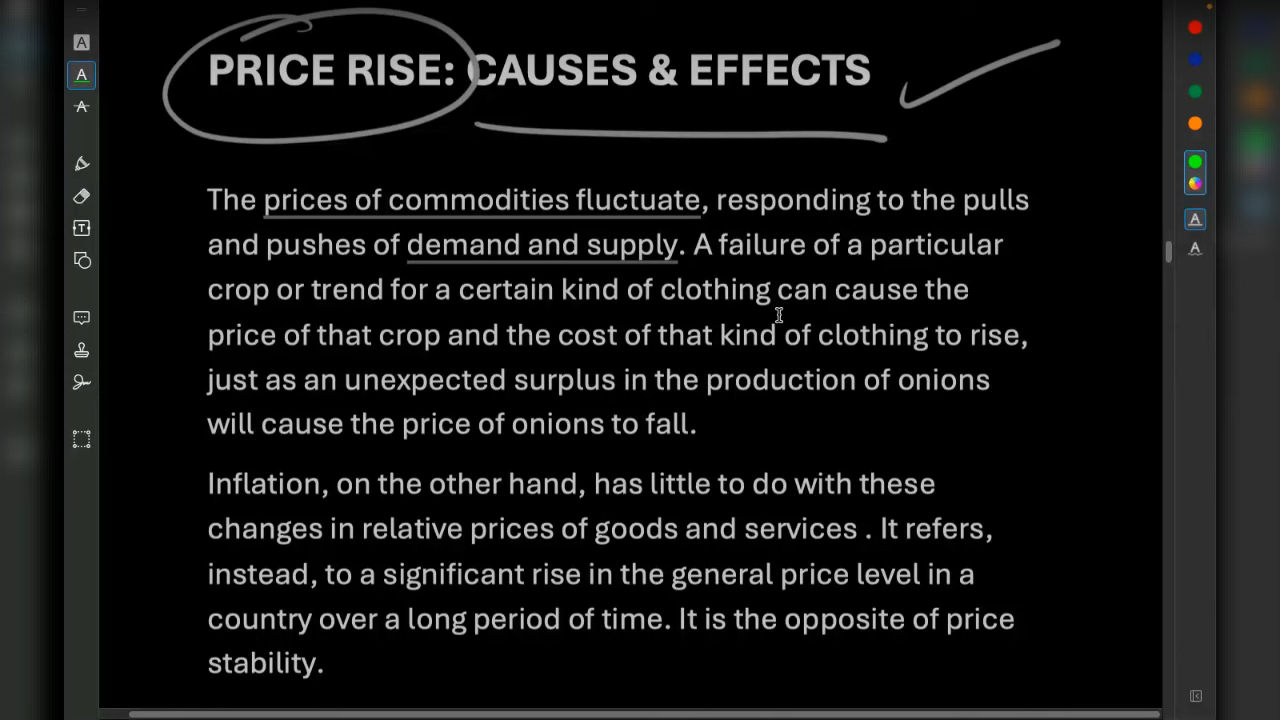 PRICE RISE: CAUSES & EFFECTS
The prices of commodities fluctuate, responding to the pulls
and pushes of demand and supply. A failure of a particular
crop or trend for a certain kind of clothing can cause the
price of that crop and the cost of that kind of clothing to rise,
just as an unexpected surplus in the production of onions
will cause the price of onions to fall.
Inflation, on the other hand, has little to do with these
changes in relative prices of goods and services . It refers,
instead, to a significant rise in the general price level in a
country over a long period of time. It is the opposite of price
stability.